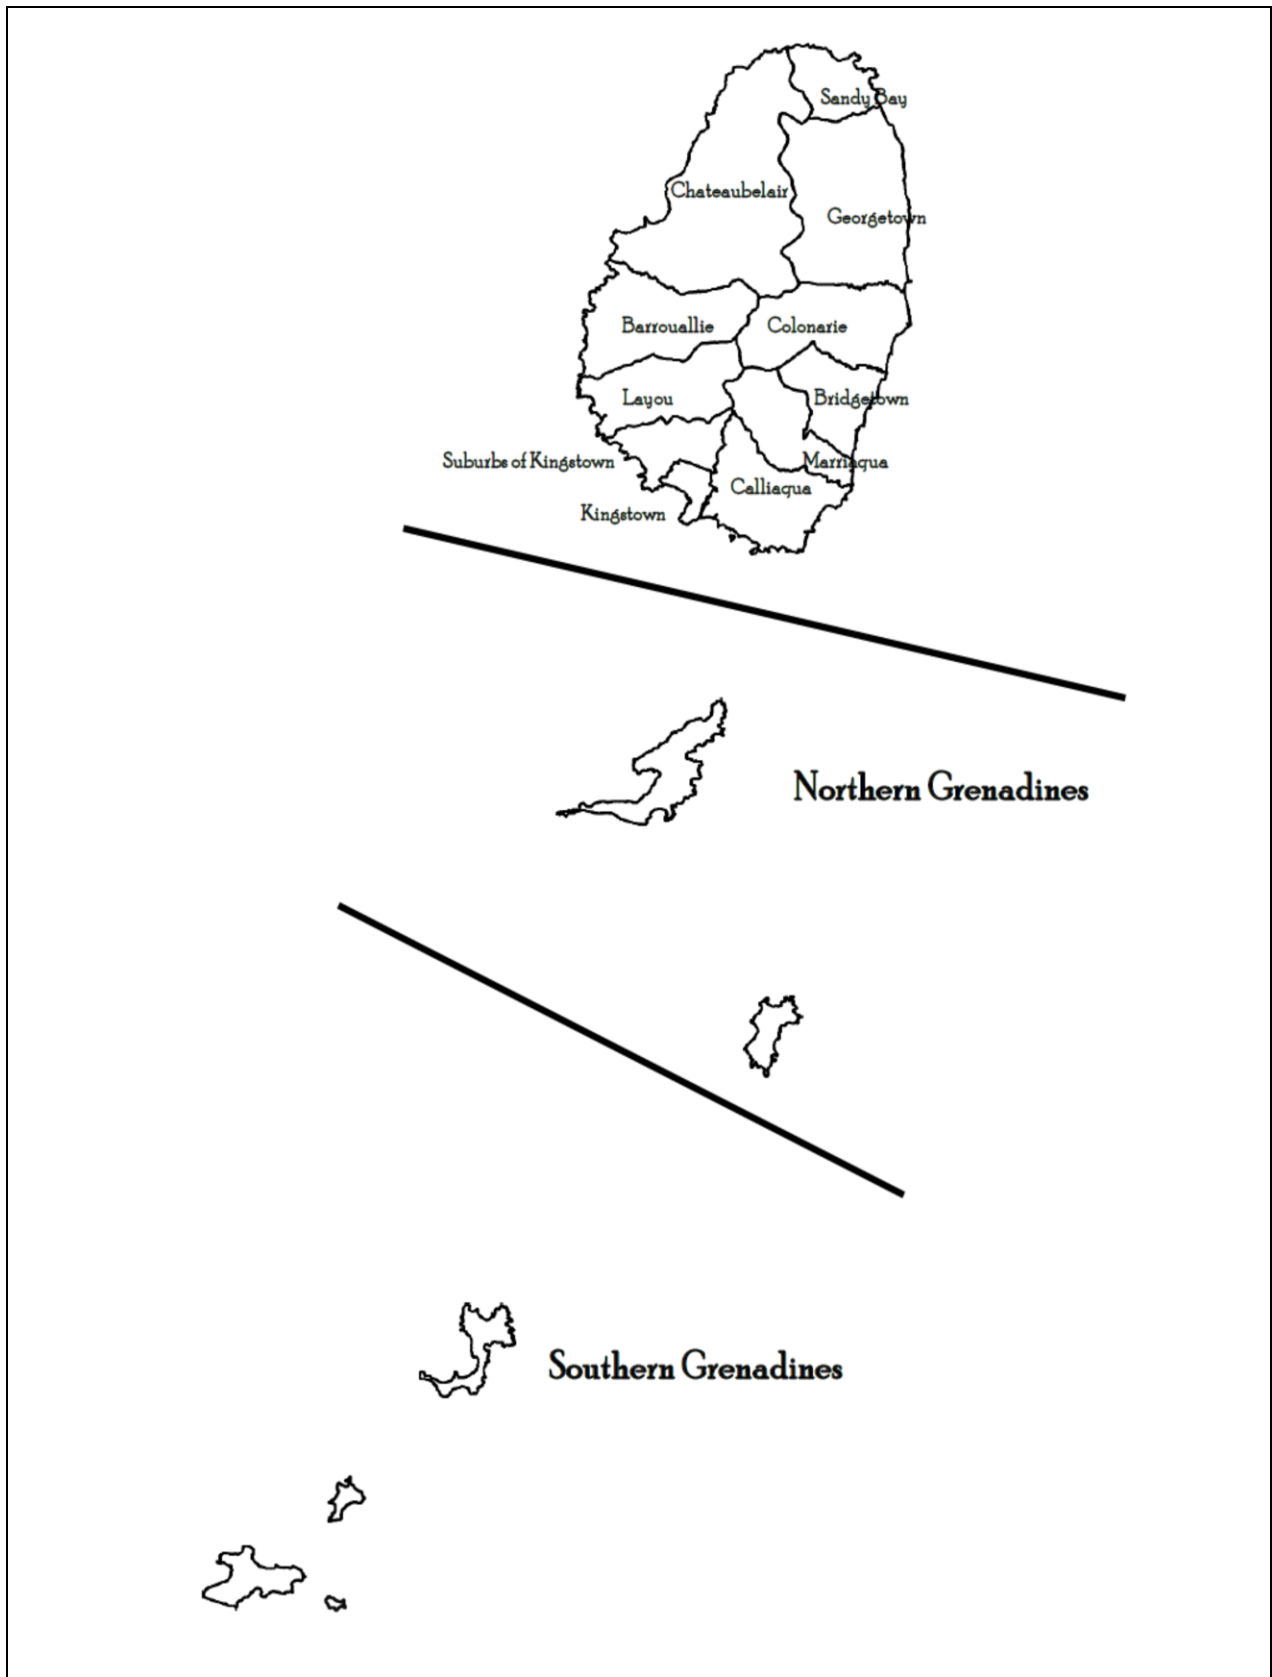 Sandy Bay
Chateaubelair
Georgetown
Barrouallie
Colonarie
Layou
Bridgetown
Suburbs of Kingstown
Marriaqua
Calliaqua
Kingstown
Northern Grenadines
Southern Grenadines